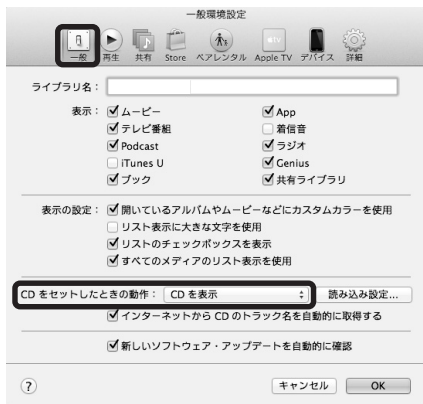 一般環境設定
一般 再生 共有 Store ペアレンタル Apple TV デバイス 詳細
ライブラリ名：
表示： ムービー App
テレビ番組 着信音
Podcast ラジオ
iTunes U Genius
ブック 共有ライブラリ
表示の設定： 開いているアルバムやムービーなどにカスタムカラーを使用
リスト表示に大きな文字を使用
リストのチェックボックスを表示
すべてのメディアのリスト表示を使用
CD をセットしたときの動作： CD を表示 読み込み設定...
インターネットから CD のトラック名を自動的に取得する
新しいソフトウェア・アップデートを自動的に確認
? キャンセル OK